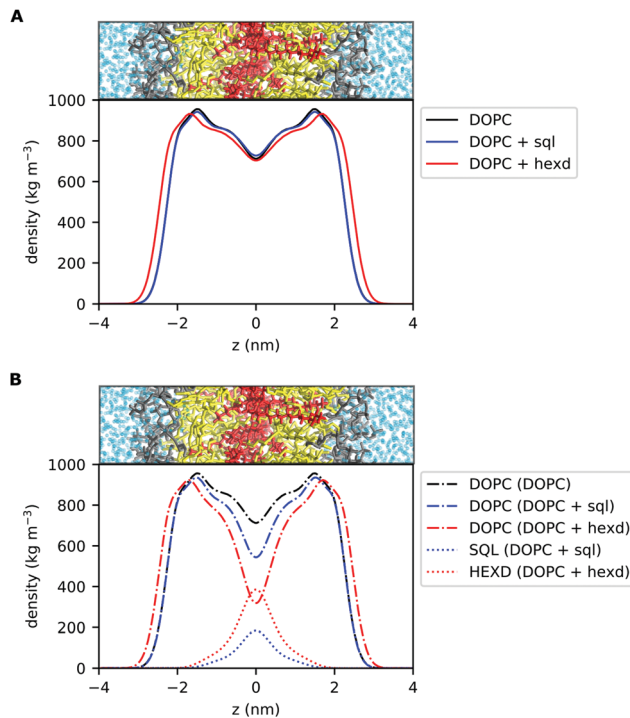 A
1000
800
600
400
200
0
density (kg m⁻³)
−4 −2 0 2 4
z (nm)
DOPC
DOPC + sql
DOPC + hexd
B
1000
800
600
400
200
0
density (kg m⁻³)
−4 −2 0 2 4
z (nm)
DOPC (DOPC)
DOPC (DOPC + sql)
DOPC (DOPC + hexd)
SQL (DOPC + sql)
HEXD (DOPC + hexd)